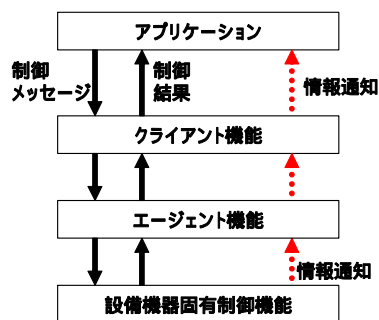 アプリケーション
制御
メッセージ
制御
結果
情報通知
クライアント機能
エージェント機能
情報通知
設備機器固有制御機能